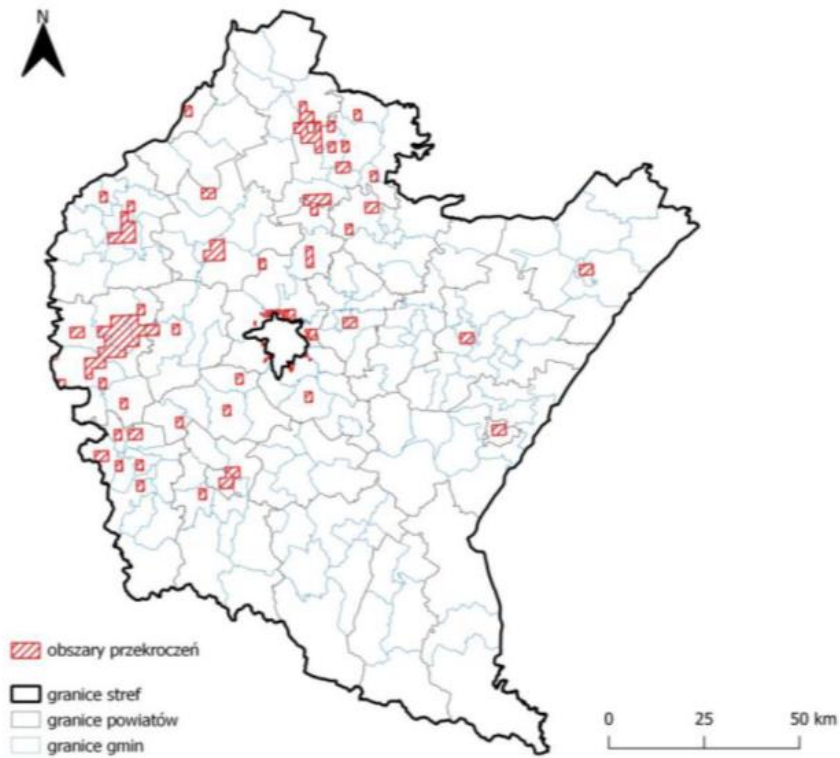 N
obszary przekroczeń
granice stref
granice powiatów
granice gmin
0 25 50 km